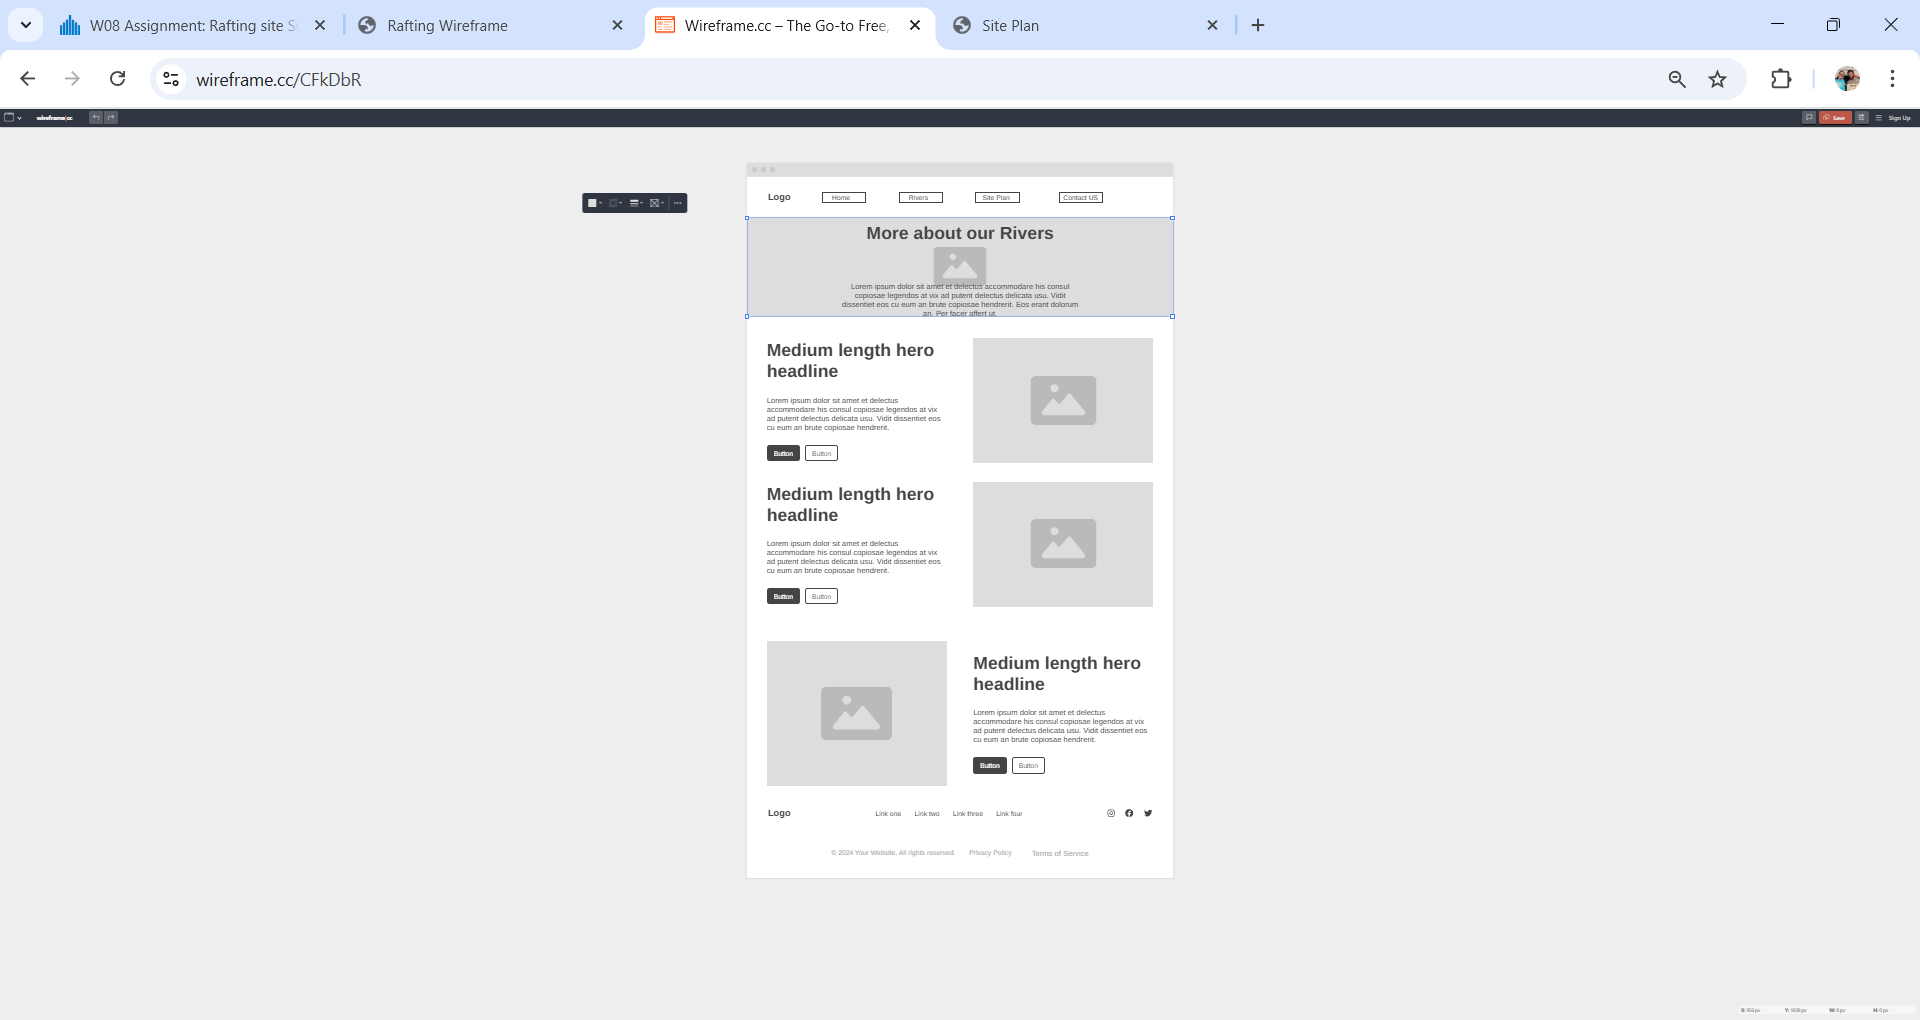 W08 Assignment: Rafting site S
Rafting Wireframe
Wireframe.cc – The Go-to Free,
Site Plan
wireframe.cc/CFkDbR
wireframe|cc
Save
Sign Up
Logo
Home
Rivers
Site Plan
Contact US
More about our Rivers
Lorem ipsum dolor sit amet et delectus accommodare his consul
copiosae legendos at vix ad putent delectus delicata usu. Vidit
dissentiet eos cu eum an brute copiosae hendrerit. Eos erant dolorum
an. Per facer affert ut.
Medium length hero
headline
Lorem ipsum dolor sit amet et delectus
accommodare his consul copiosae legendos at vix
ad putent delectus delicata usu. Vidit dissentiet eos
cu eum an brute copiosae hendrerit.
Button
Button
Medium length hero
headline
Lorem ipsum dolor sit amet et delectus
accommodare his consul copiosae legendos at vix
ad putent delectus delicata usu. Vidit dissentiet eos
cu eum an brute copiosae hendrerit.
Button
Button
Medium length hero
headline
Lorem ipsum dolor sit amet et delectus
accommodare his consul copiosae legendos at vix
ad putent delectus delicata usu. Vidit dissentiet eos
cu eum an brute copiosae hendrerit.
Button
Button
Logo
Link one
Link two
Link three
Link four
© 2024 Your Website. All rights reserved.
Privacy Policy
Terms of Service
W: 0 px
H: 0 px